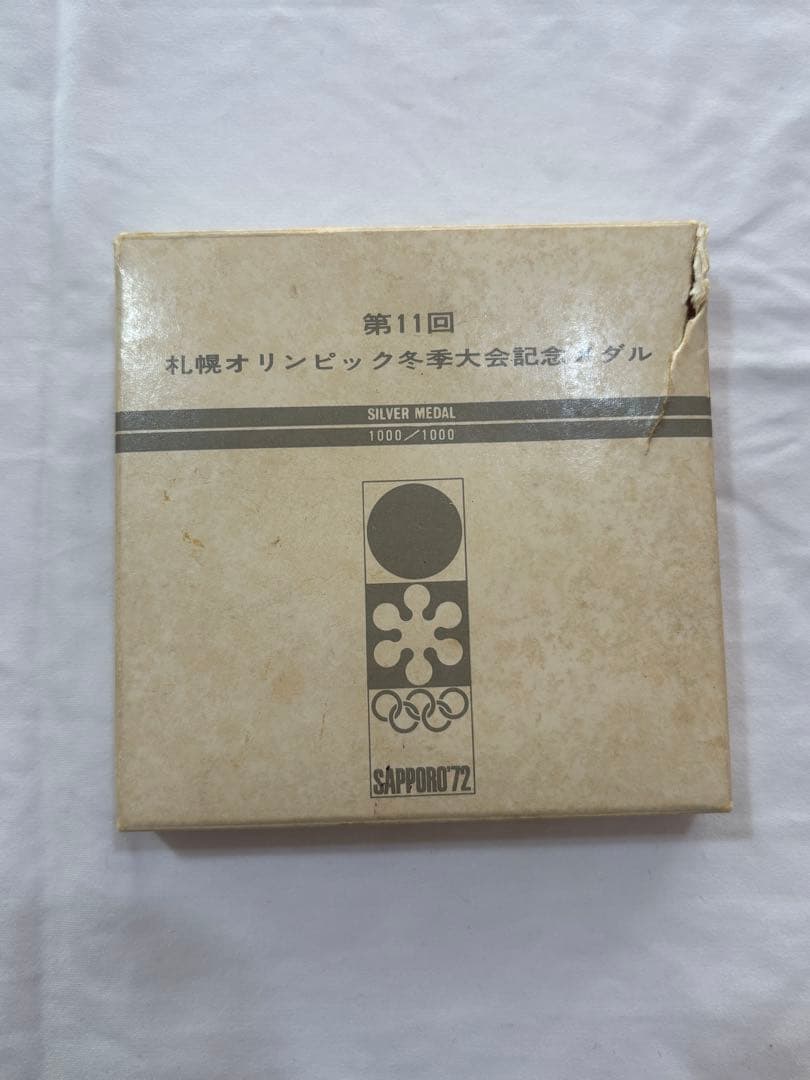 第11回
札幌オリンピック冬季大会記念メダル
SILVER MEDAL
1000/1000
SAPPORO'72